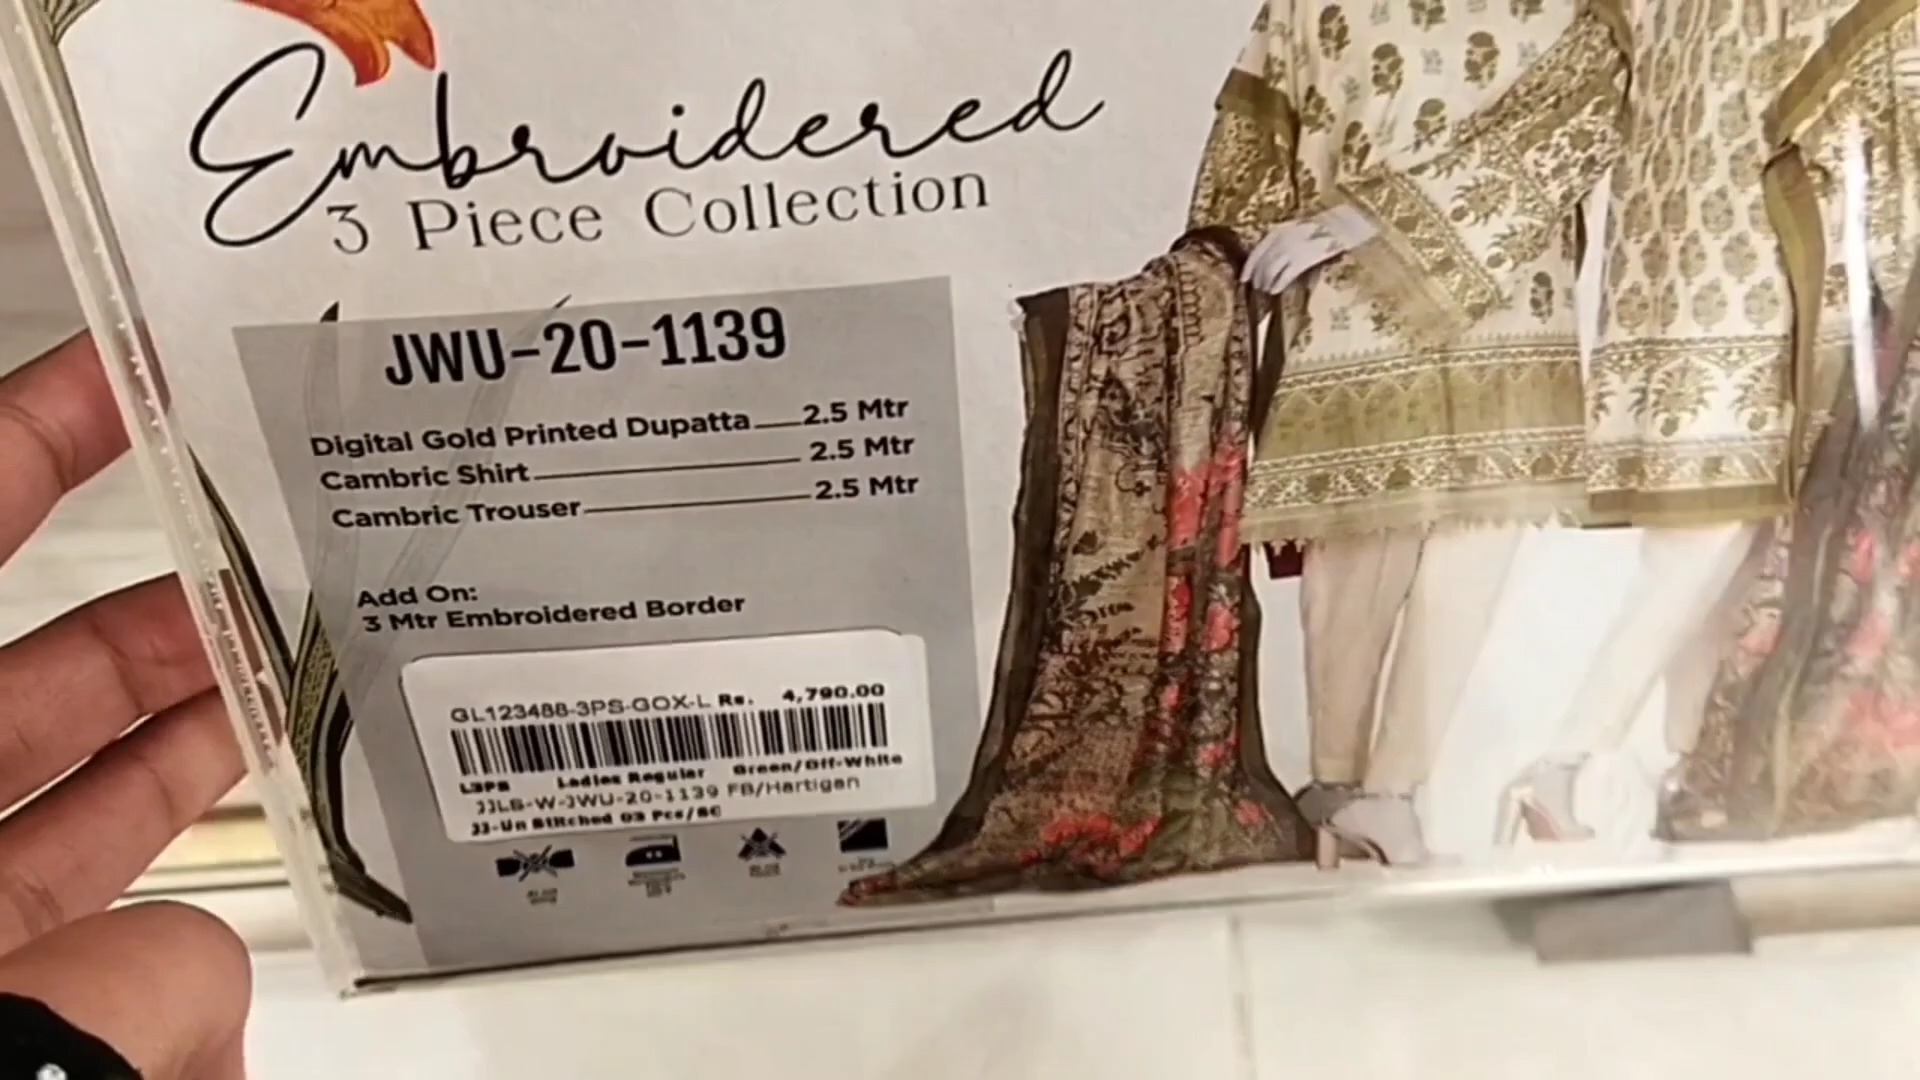 Embroidered
3 Piece Collection
JWU-20-1139
Digital Gold Printed Dupatta 2.5 Mtr
Cambric Shirt 2.5 Mtr
Cambric Trouser 2.5 Mtr
Add On:
3 Mtr Embroidered Border
GL123488-3PS-GOX-L Rs. 4,790.00
L3PS Ladies Regular Green/Off-White
JJLS-W-JWU-20-1139 FB/Hartigan
JJ-Un Stitched 03 Pcs/SC